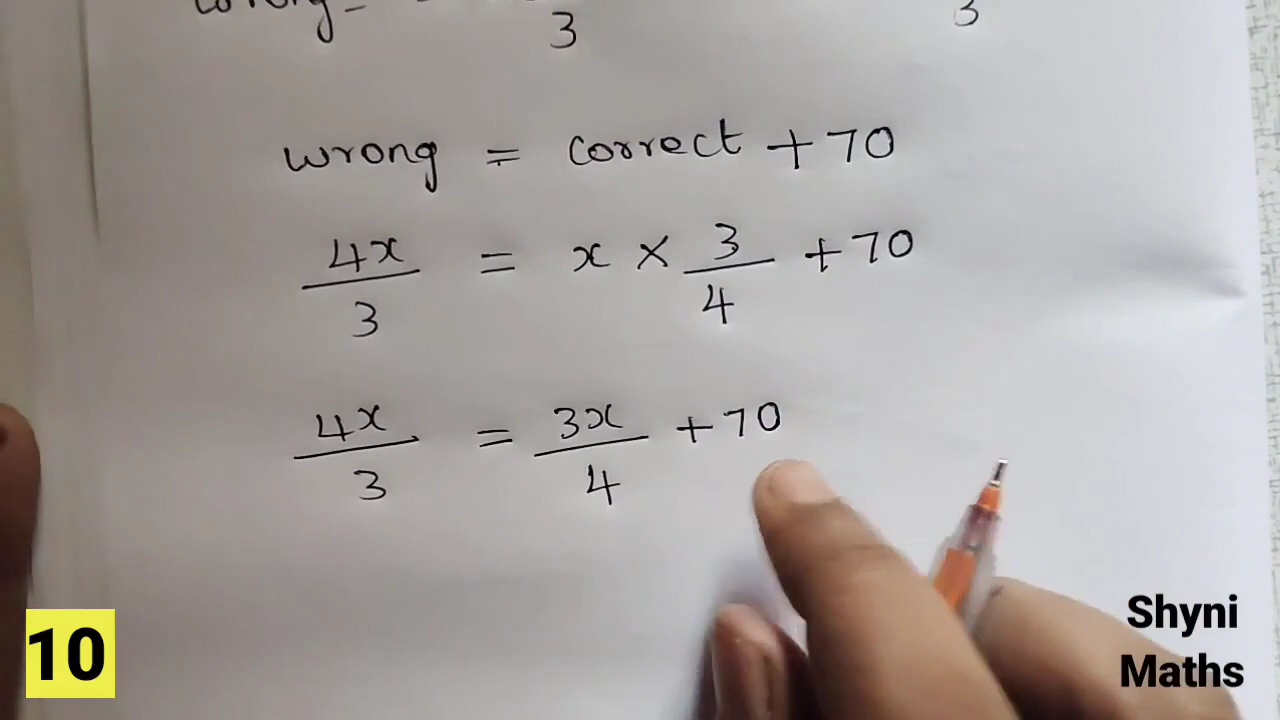 3 3
wrong = correct + 70
4x/3 = x × 3/4 + 70
4x/3 = 3x/4 + 70
10
Shyni
Maths